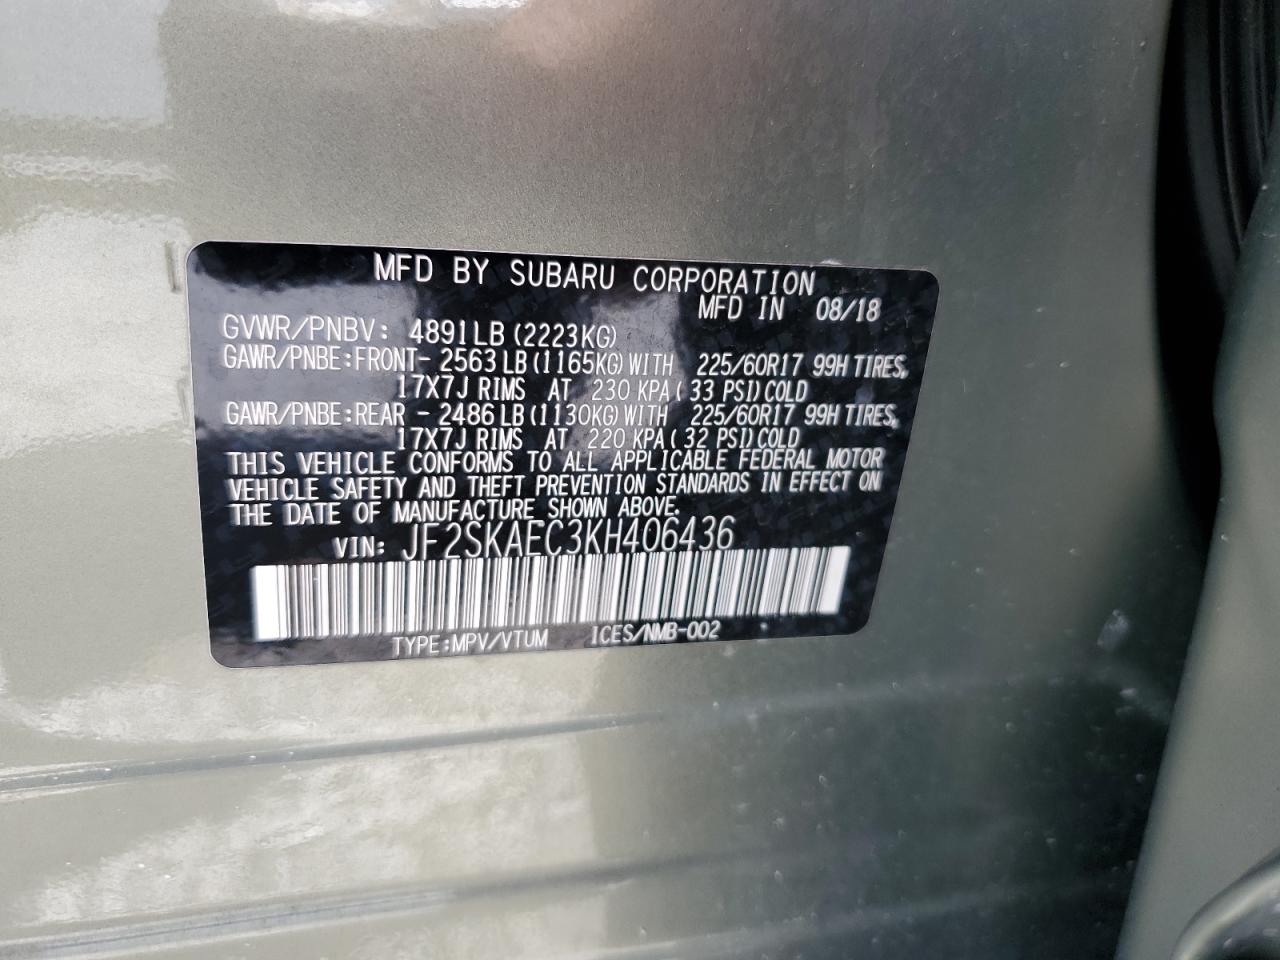 MFD BY SUBARU CORPORATION
MFD IN 08/18
GVWR/PNBV: 4891LB (2223KG)
GAWR/PNBE:FRONT- 2563LB(1165KG)WITH 225/60R17 99H TIRES,
17X7J RIMS AT 230 KPA( 33 PSI)COLD
GAWR/PNBE:REAR - 2486LB(1130KG)WITH 225/60R17 99H TIRES,
17X7J RIMS AT 220 KPA( 32 PSI)COLD
THIS VEHICLE CONFORMS TO ALL APPLICABLE FEDERAL MOTOR
VEHICLE SAFETY AND THEFT PREVENTION STANDARDS IN EFFECT ON
THE DATE OF MANUFACTURE SHOWN ABOVE.
VIN: JF2SKAEC3KH406436
TYPE:MPV/VTUM ICES/NMB-002